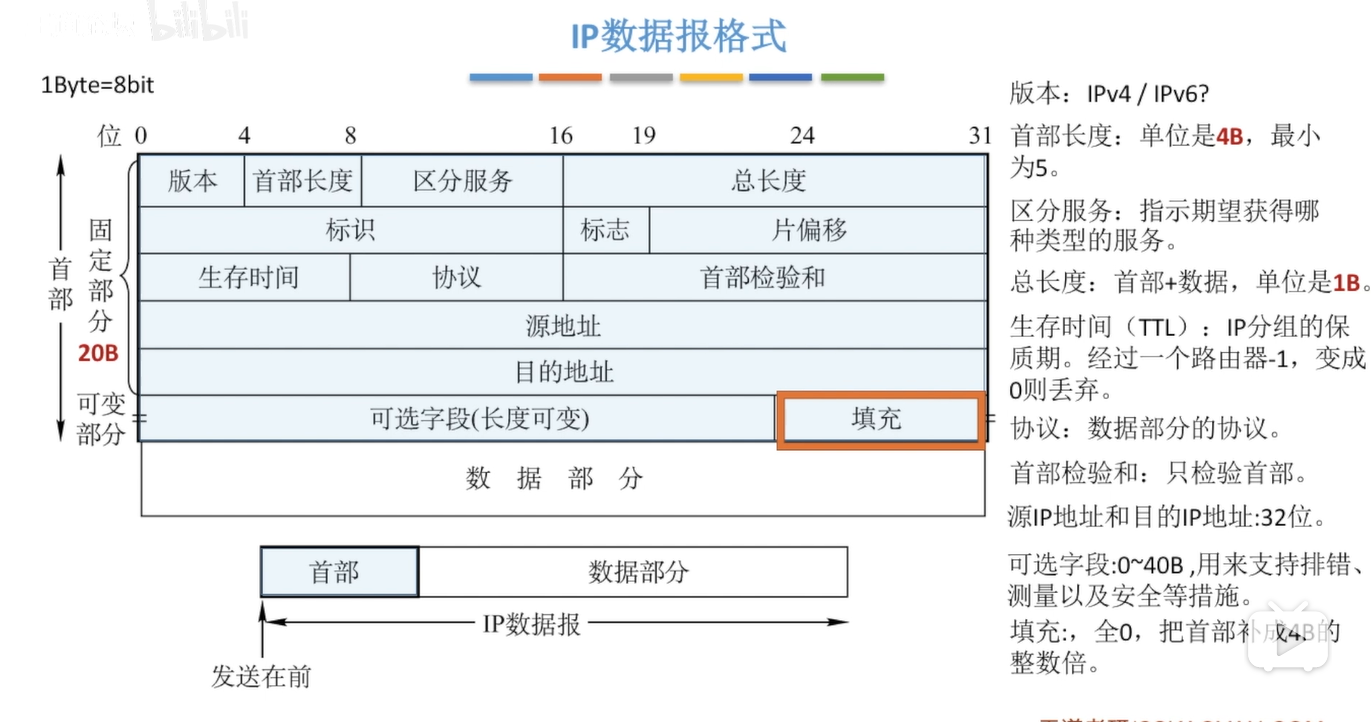 bilibili
IP数据报格式
1Byte=8bit
位 0 4 8 16 19 24 31
版本 首部长度 区分服务 总长度
标识 标志 片偏移
生存时间 协议 首部检验和
源地址
目的地址
可选字段(长度可变) 填充
数据部分
首部
固定部分
20B
可变
部分
首部 数据部分
IP数据报
发送在前
版本：IPv4 / IPv6?
首部长度：单位是4B，最小
为5。
区分服务：指示期望获得哪
种类型的服务。
总长度：首部+数据，单位是1B。
生存时间（TTL）：IP分组的保
质期。经过一个路由器-1，变成
0则丢弃。
协议：数据部分的协议。
首部检验和：只检验首部。
源IP地址和目的IP地址:32位。
可选字段:0~40B ,用来支持排错、
测量以及安全等措施。
填充:，全0，把首部补成4B的
整数倍。